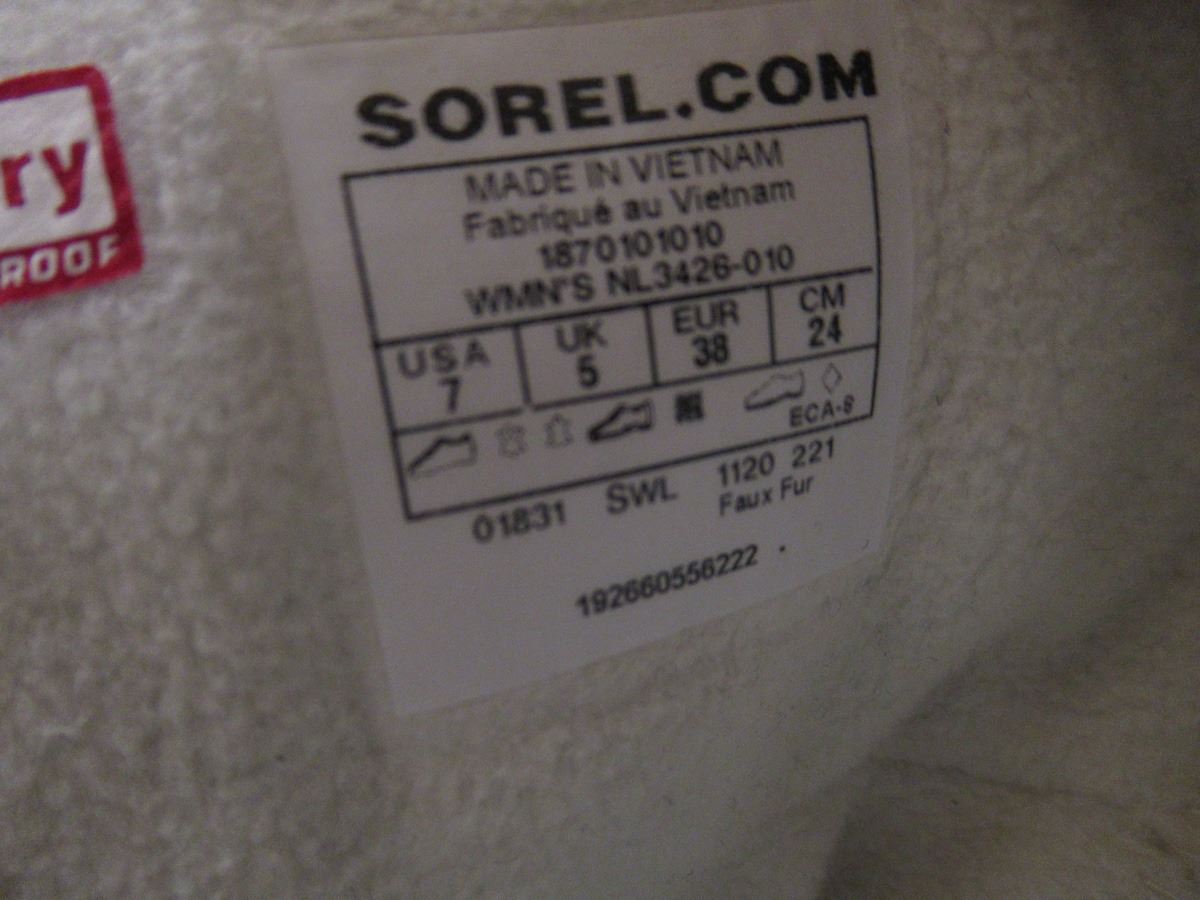 SOREL.COM
MADE IN VIETNAM
Fabriqué au Vietnam
1870101010
WMN'S NL3426-010
USA UK EUR CM
7 5 38 24
ECA-8
01831 SWL 1120 221
Faux Fur
192660556222
ry
ROOF